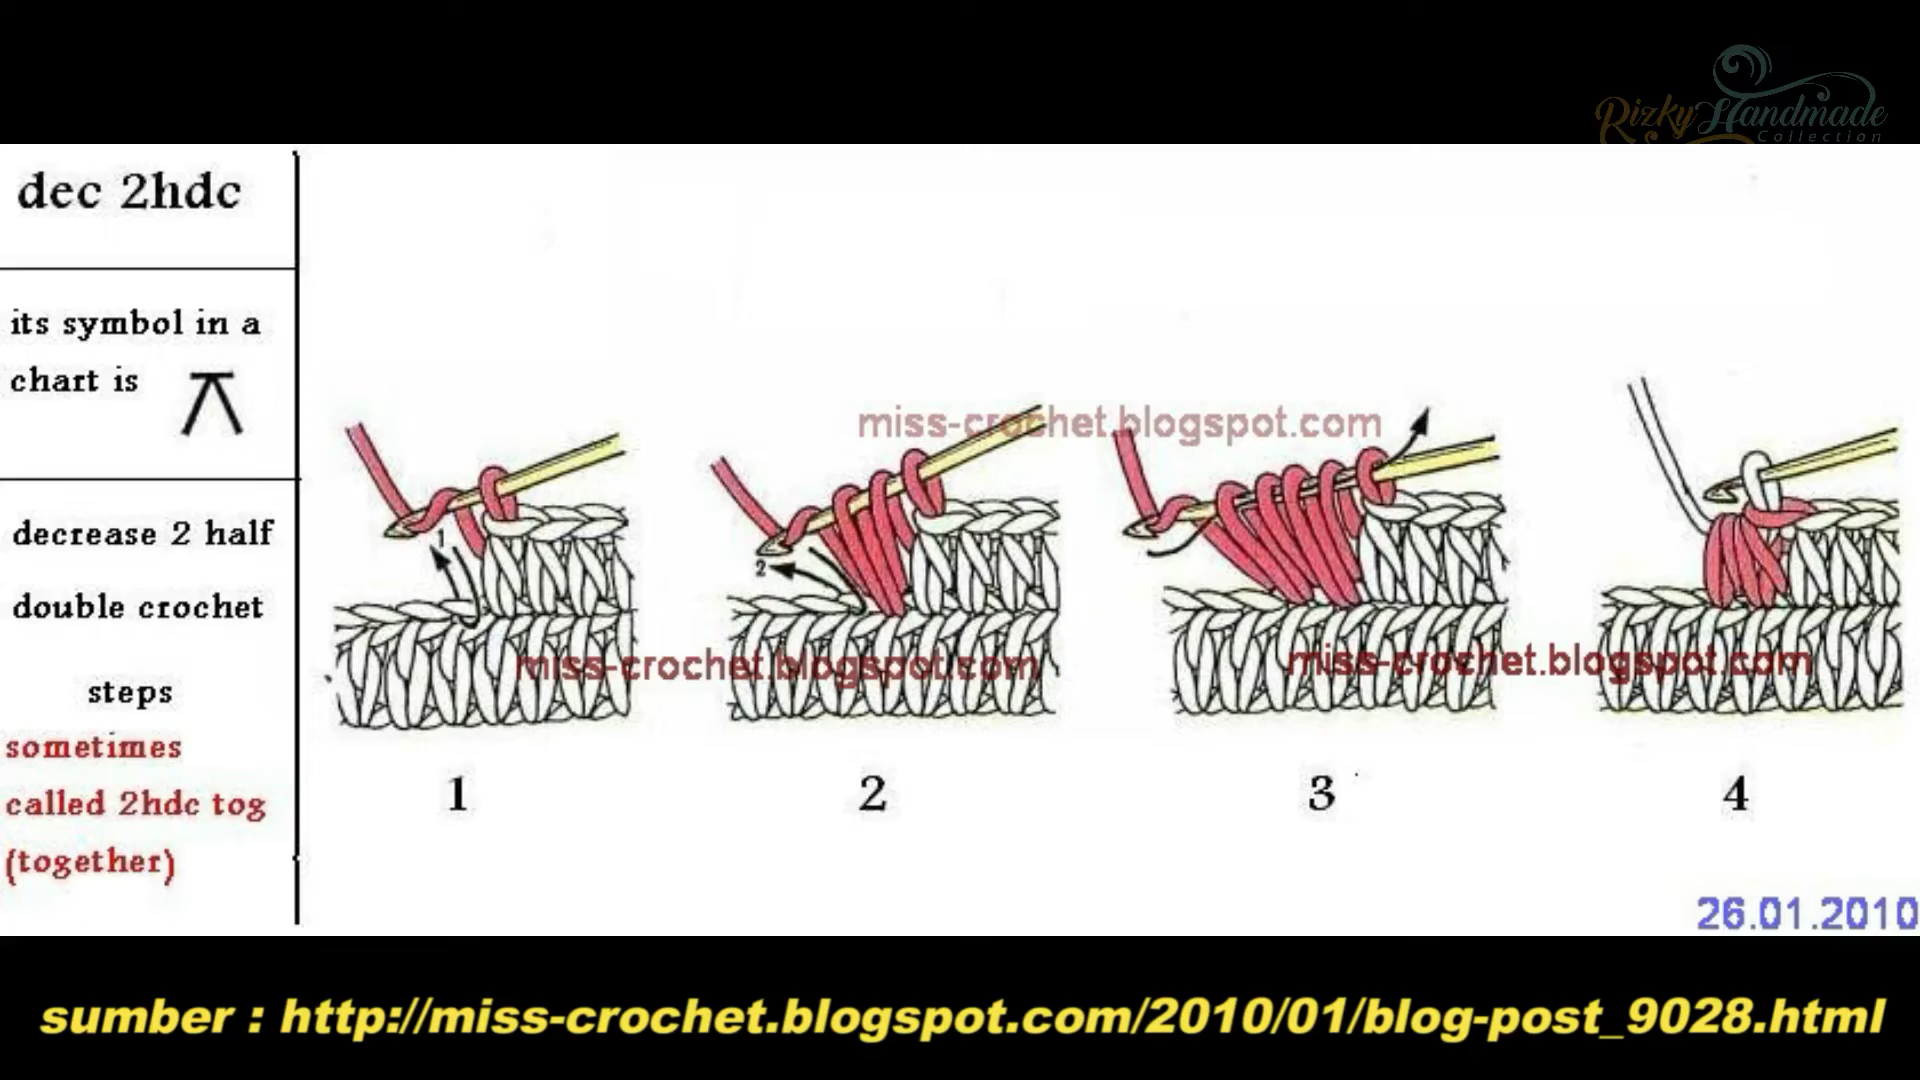 Rizky Handmade
Collection
dec 2hdc
its symbol in a
chart is
decrease 2 half
double crochet
steps
sometimes
called 2hdc tog
(together)
miss-crochet.blogspot.com
1
2
miss-crochet.blogspot.com
miss-crochet.blogspot.com
1
2
3
4
26.01.2010
sumber : http://miss-crochet.blogspot.com/2010/01/blog-post_9028.html